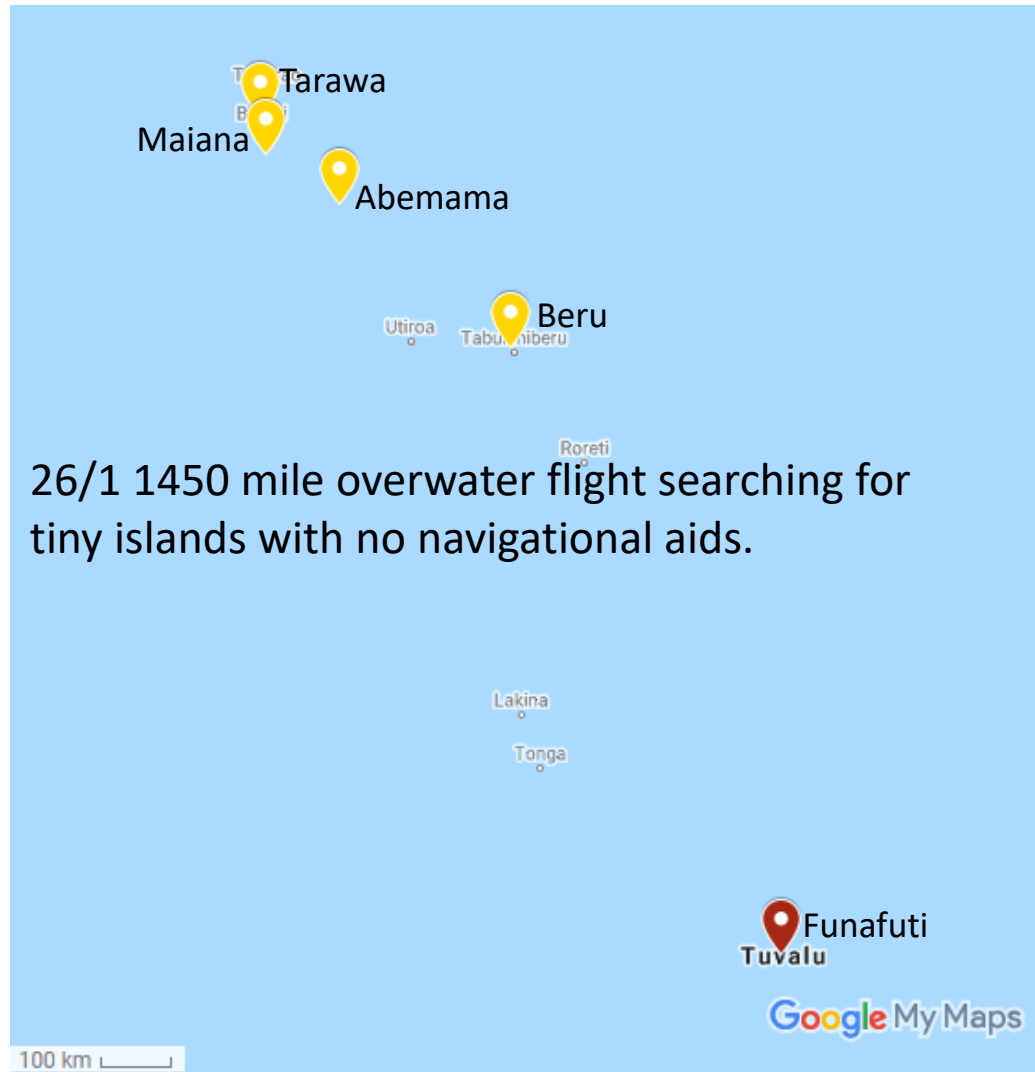 Tarawa
Maiana
Abemama
Beru
Utiroa
Roreti
26/1 1450 mile overwater flight searching for
tiny islands with no navigational aids.
Lakina
Tonga
Funafuti
Tuvalu
Google My Maps
100 km